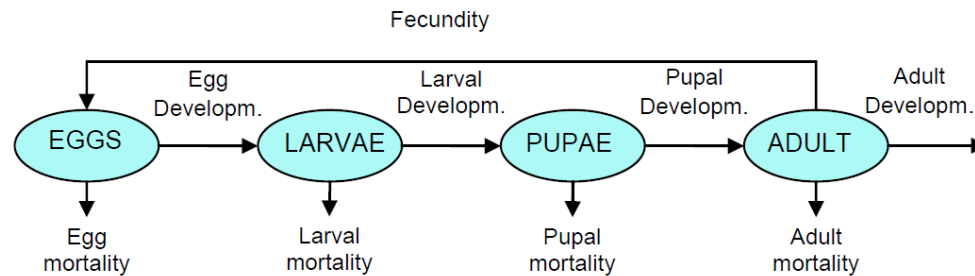 Fecundity
Egg
Developm.
Larval
Developm.
Pupal
Developm.
Adult
Developm.
EGGS
LARVAE
PUPAE
ADULT
Egg
mortality
Larval
mortality
Pupal
mortality
Adult
mortality